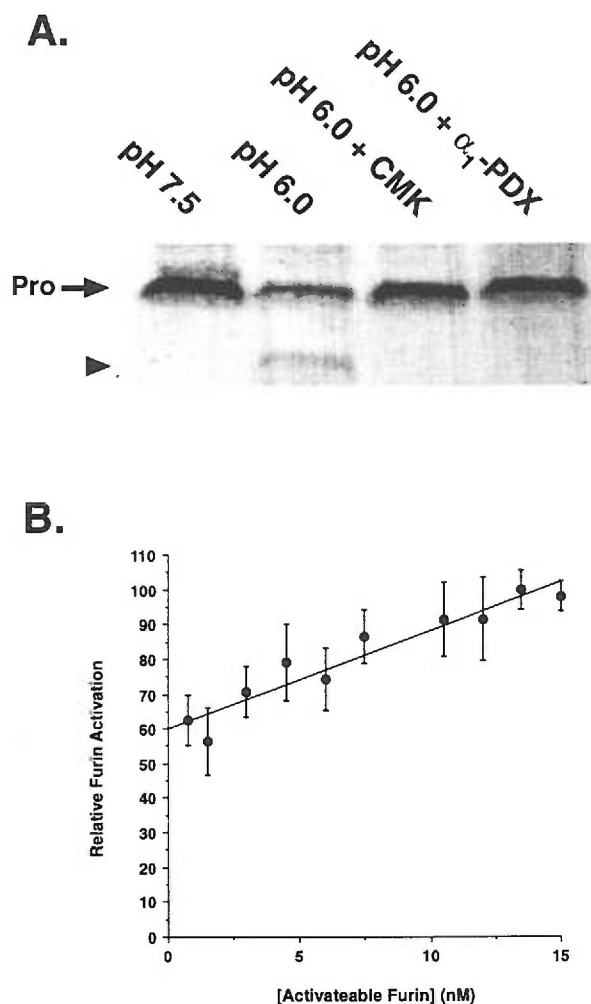 A.
pH 7.5
pH 6.0
pH 6.0 + CMK
pH 6.0 + α₁-PDX
Pro
B.
110
100
90
80
70
60
50
40
30
20
10
0
Relative Furin Activation
0 5 10 15
[Activateable Furin] (nM)